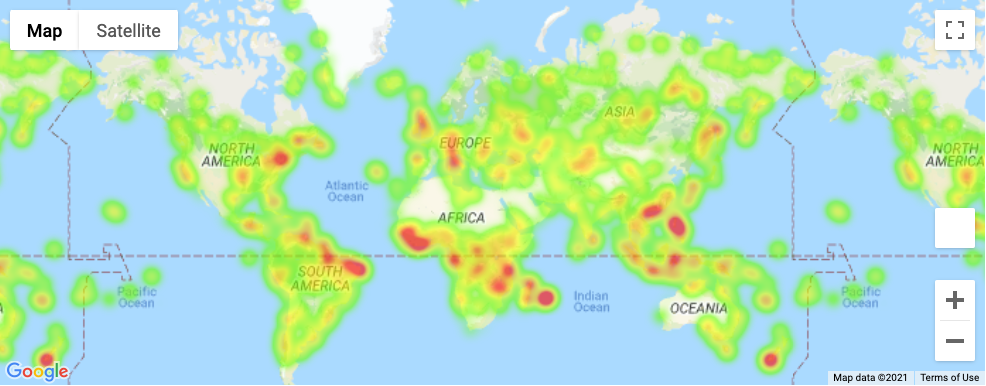 Map
Satellite
ASIA
EUROPE
NORTH
AMERICA
NORTH
AMERICA
Atlantic
Ocean
AFRICA
SOUTH
AMERICA
Pacific
Ocean
Indian
Ocean
OCEANIA
Pacific
Ocean
A
Google
Map data ©2021
Terms of Use